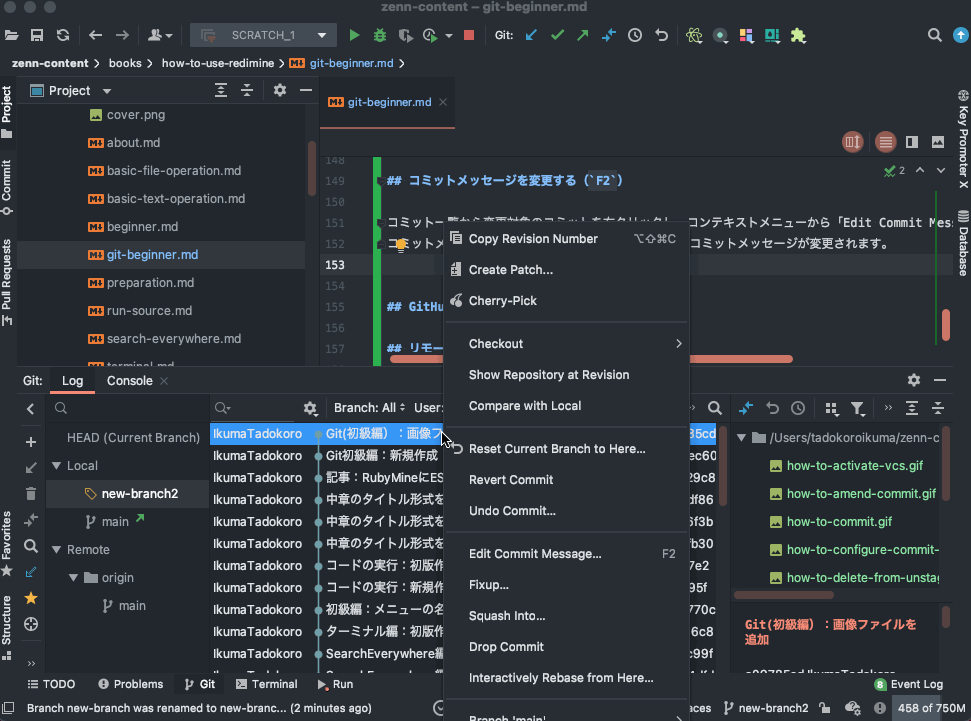 zenn-content – git-beginner.md
SCRATCH_1
Git:
zenn-content
books
how-to-use-redimine
git-beginner.md
Project
Project
Commit
Pull Requests
Favorites
Structure
cover.png
about.md
basic-file-operation.md
basic-text-operation.md
beginner.md
git-beginner.md
preparation.md
run-source.md
search-everywhere.md
terminal.md
git-beginner.md
Key Promoter X
Database
2
148
149 ## コミットメッセージを変更する（`F2`）
150
151 コミット一覧から変更対象のコミットを右クリックし、コンテキストメニューから「Edit Commit Mes
152 コミットメ
コミットメッセージが変更されます。
153
154
155 ## GitHu
156
157 ## リモー
Copy Revision Number ⌥⇧⌘C
Create Patch...
Cherry-Pick
Checkout
Show Repository at Revision
Compare with Local
Reset Current Branch to Here...
Revert Commit
Undo Commit...
Edit Commit Message... F2
Fixup...
Squash Into...
Drop Commit
Interactively Rebase from Here...
Branch 'main'
Git:
Log
Console
HEAD (Current Branch)
Local
new-branch2
main
Remote
origin
main
Branch: All
User:
IkumaTadokoro Git(初級編）：画像フ 85cd
IkumaTadokoro Git初級編：新規作成 ec60
IkumaTadokoro 記事：RubyMineにES 29c8
IkumaTadokoro 中章のタイトル形式を df86
IkumaTadokoro 中章のタイトル形式を 6f3b
IkumaTadokoro 中章のタイトル形式を fb30
IkumaTadokoro コードの実行：初版作 7e2
IkumaTadokoro コードの実行：新規作 95f
IkumaTadokoro 初級編：メニューの名 770c
IkumaTadokoro ターミナル編：初版作 6c8
IkumaTadokoro SearchEverywhere編 c99f
/Users/tadokoroikuma/zenn-c
how-to-activate-vcs.gif
how-to-amend-commit.gif
how-to-commit.gif
how-to-configure-commit-
how-to-delete-from-unstag
Git(初級編）：画像ファイルを
追加
TODO
Problems
Git
Terminal
Run
8 Event Log
Branch new-branch was renamed to new-branc... (2 minutes ago)
aces
new-branch2
458 of 750M